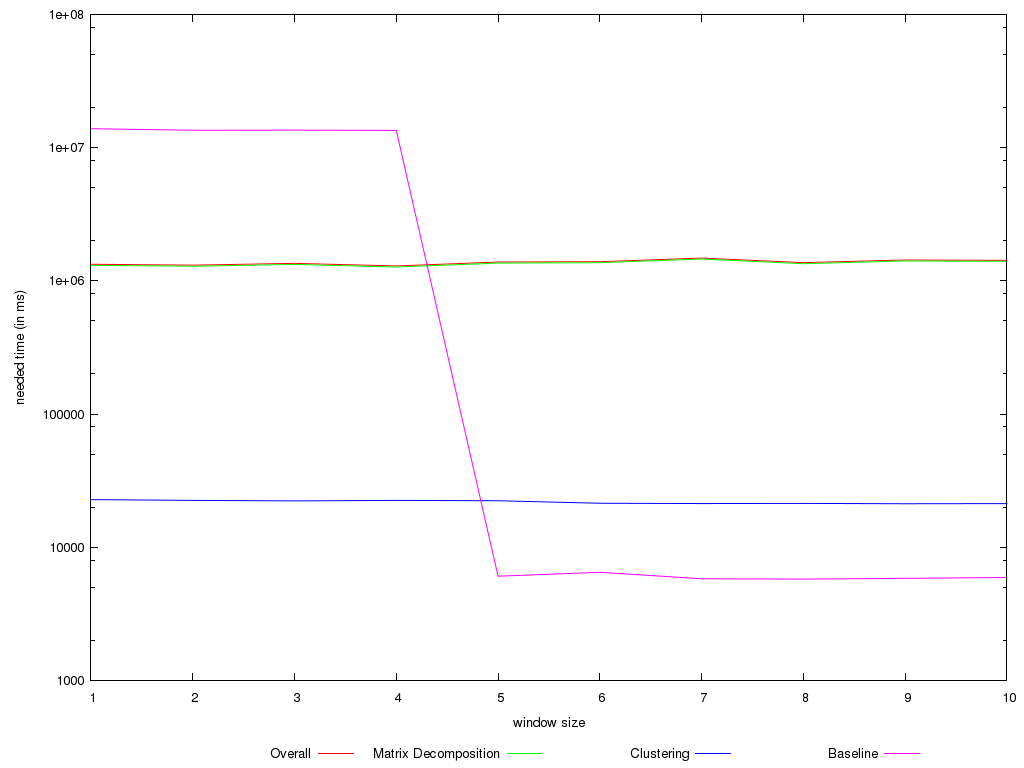 1e+08
1e+07
1e+06
100000
10000
1000
needed time (in ms)
1 2 3 4 5 6 7 8 9 10
window size
Overall Matrix Decomposition Clustering Baseline